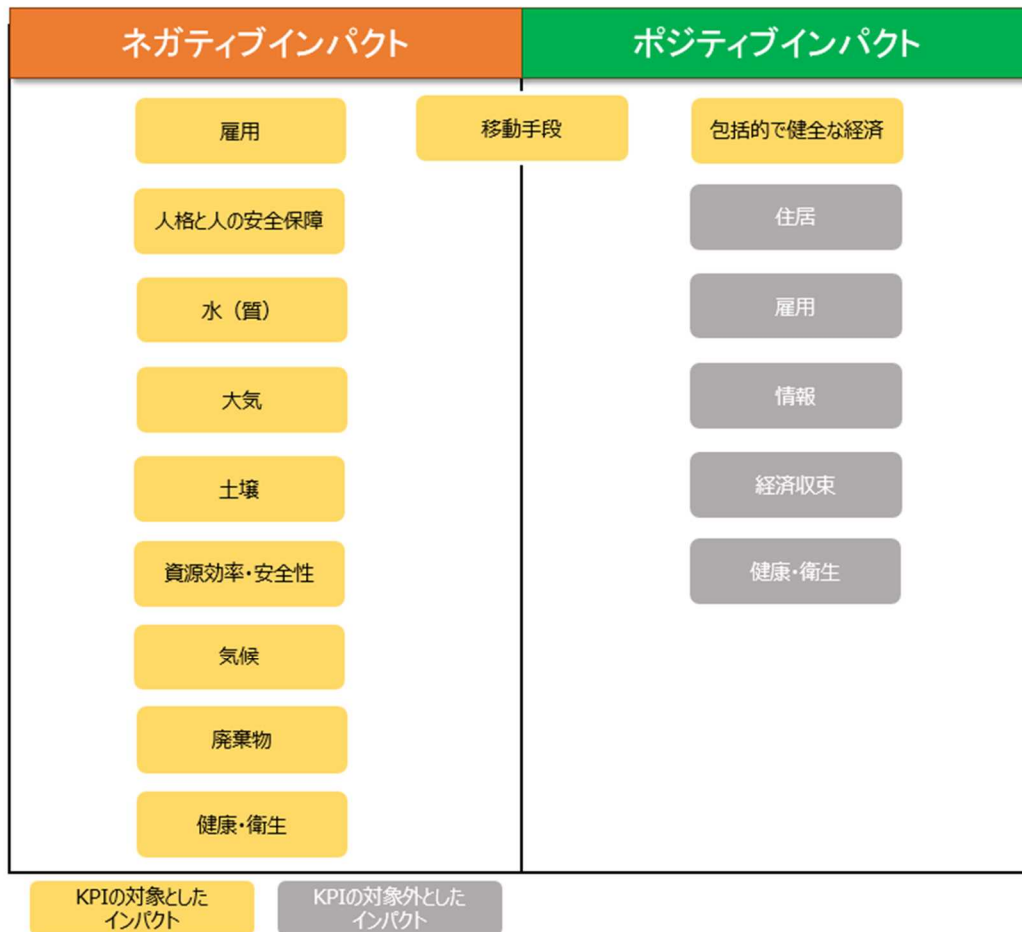 ネガティブインパクト
ポジティブインパクト
雇用
移動手段
包括的で健全な経済
人格と人の安全保障
住居
水（質）
雇用
大気
情報
土壌
経済収束
資源効率・安全性
健康・衛生
気候
廃棄物
健康・衛生
KPIの対象とした
インパクト
KPIの対象外とした
インパクト